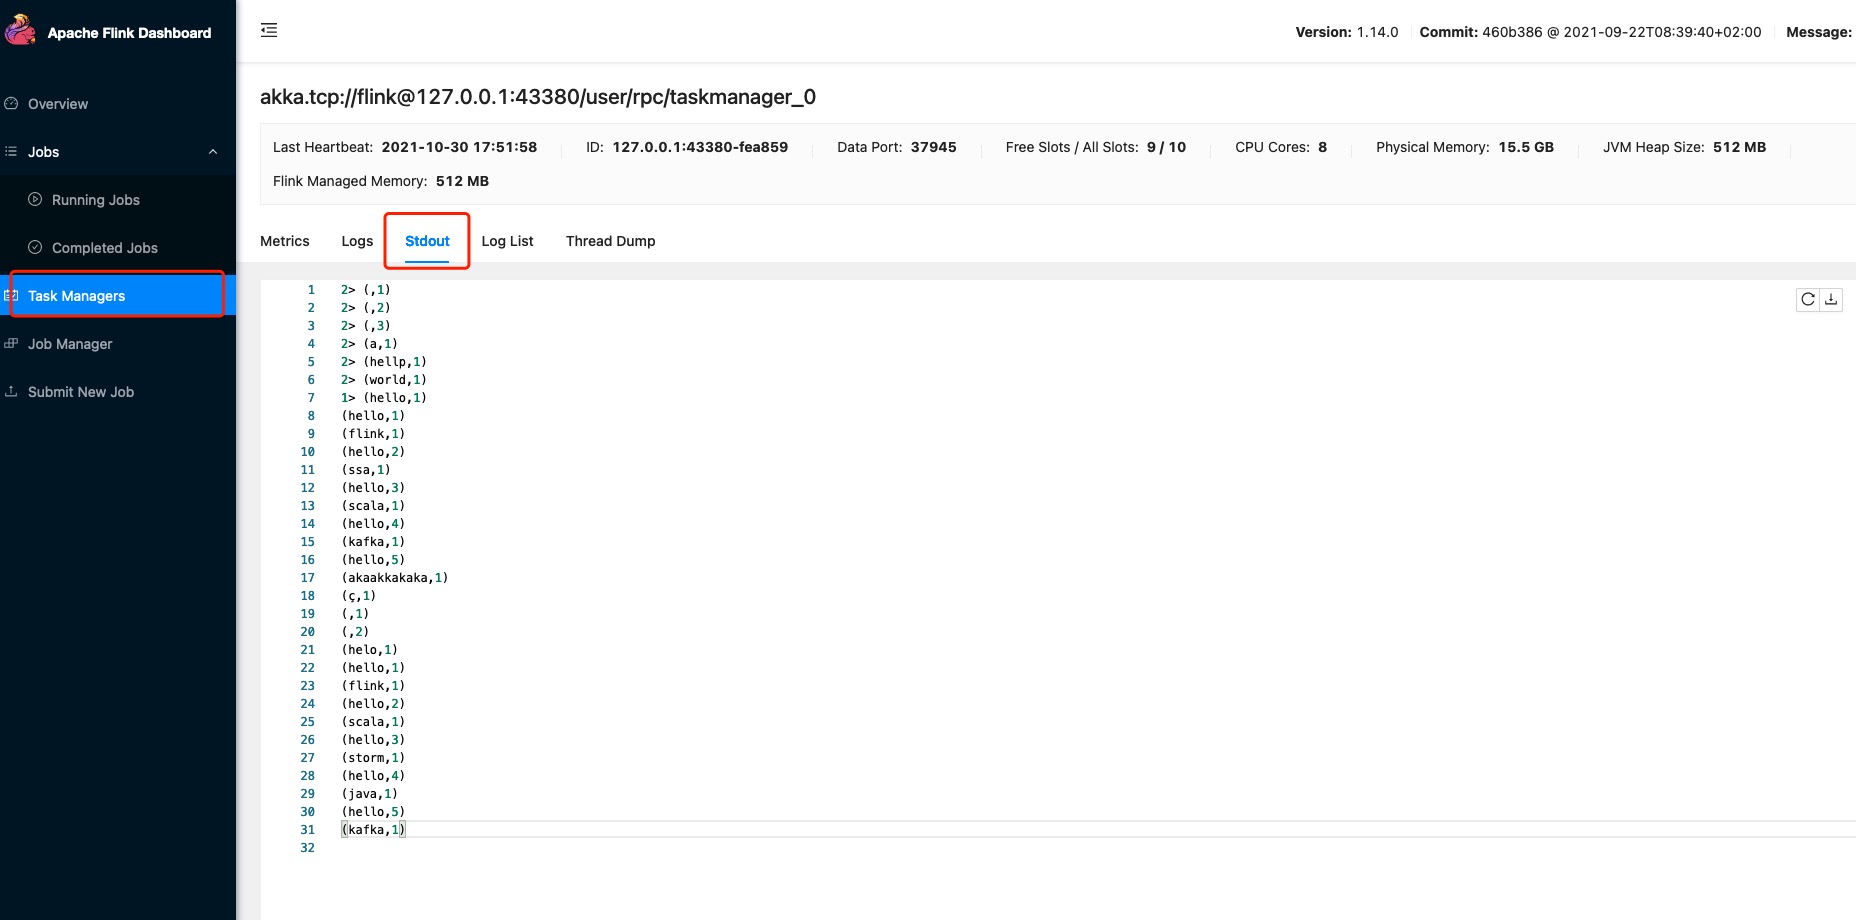 Apache Flink Dashboard
Version: 1.14.0 Commit: 460b386 @ 2021-09-22T08:39:40+02:00 Message:
Overview
Jobs
Running Jobs
Completed Jobs
Task Managers
Job Manager
Submit New Job
akka.tcp://flink@127.0.0.1:43380/user/rpc/taskmanager_0
Last Heartbeat: 2021-10-30 17:51:58 ID: 127.0.0.1:43380-fea859 Data Port: 37945 Free Slots / All Slots: 9 / 10 CPU Cores: 8 Physical Memory: 15.5 GB JVM Heap Size: 512 MB
Flink Managed Memory: 512 MB
Metrics Logs Stdout Log List Thread Dump
1 2> (,1)
2 2> (,2)
3 2> (,3)
4 2> (a,1)
5 2> (hellp,1)
6 2> (world,1)
7 1> (hello,1)
8 (hello,1)
9 (flink,1)
10 (hello,2)
11 (ssa,1)
12 (hello,3)
13 (scala,1)
14 (hello,4)
15 (kafka,1)
16 (hello,5)
17 (akaakkakaka,1)
18 (ç,1)
19 (,1)
20 (,2)
21 (helo,1)
22 (hello,1)
23 (flink,1)
24 (hello,2)
25 (scala,1)
26 (hello,3)
27 (storm,1)
28 (hello,4)
29 (java,1)
30 (hello,5)
31 (kafka,1)
32